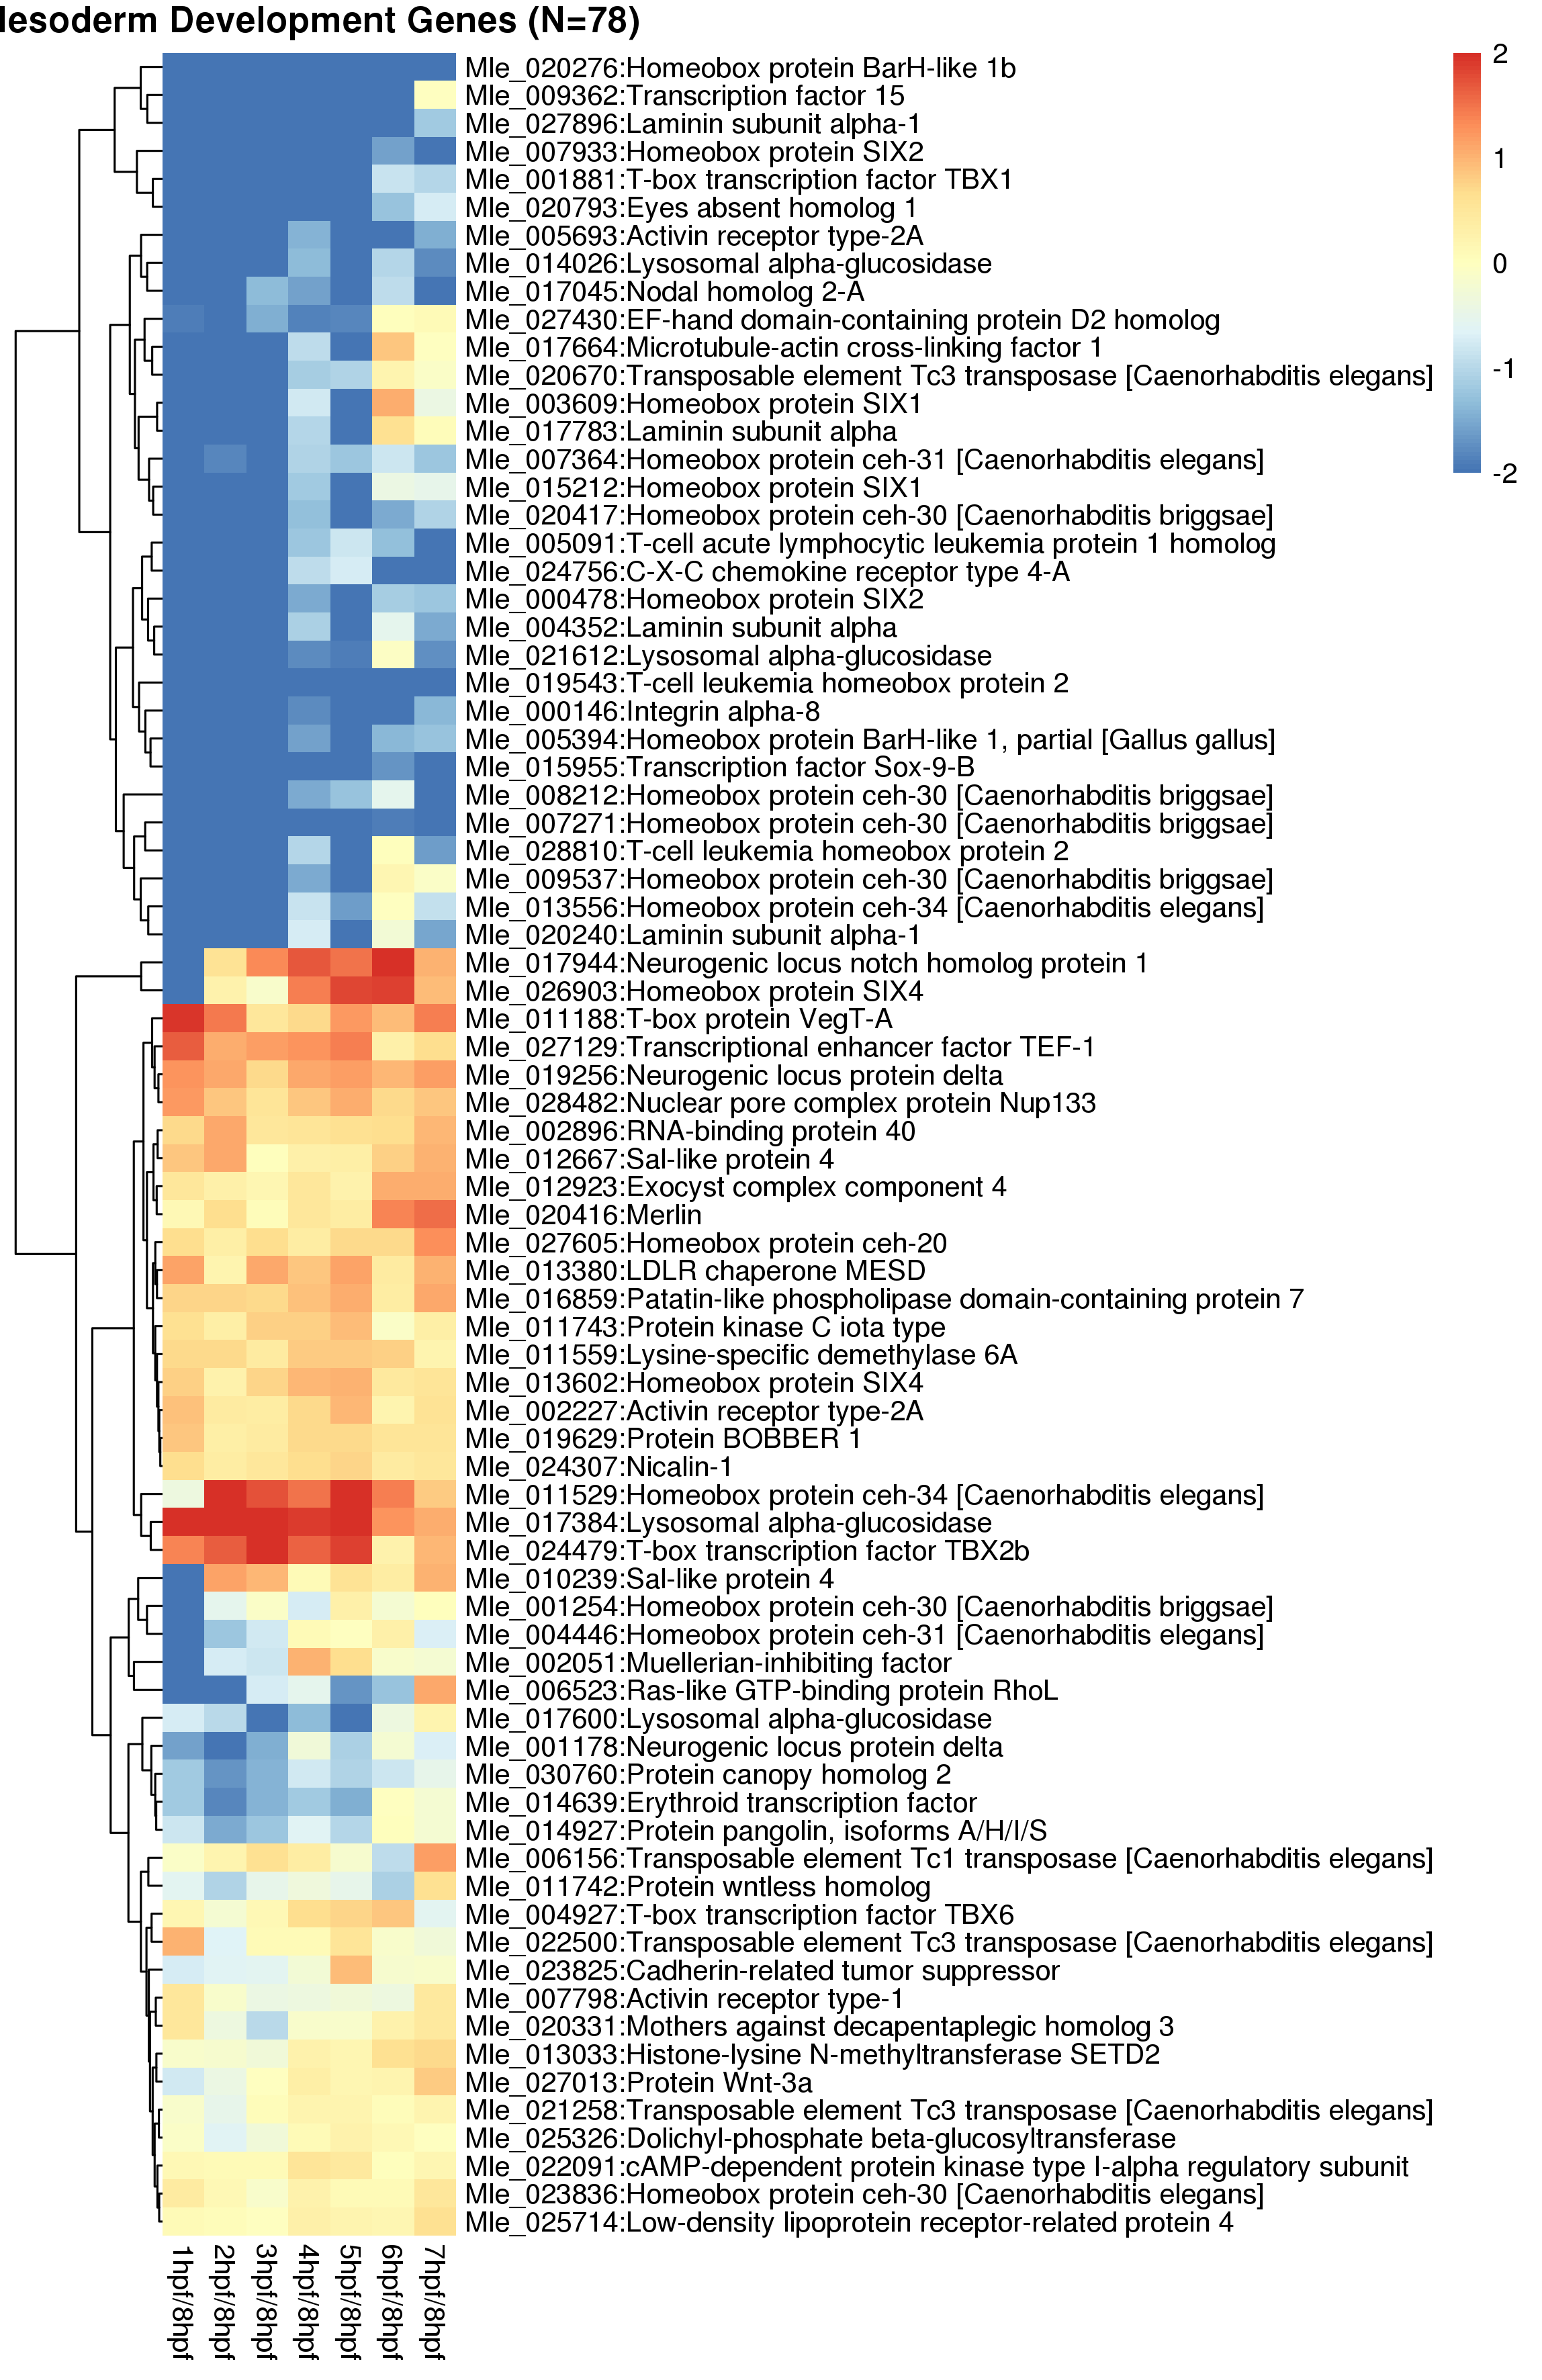 lesoderm Development Genes (N=78)
2
1
0
-1
-2
Mle_020276:Homeobox protein BarH-like 1b
Mle_009362:Transcription factor 15
Mle_027896:Laminin subunit alpha-1
Mle_007933:Homeobox protein SIX2
Mle_001881:T-box transcription factor TBX1
Mle_020793:Eyes absent homolog 1
Mle_005693:Activin receptor type-2A
Mle_014026:Lysosomal alpha-glucosidase
Mle_017045:Nodal homolog 2-A
Mle_027430:EF-hand domain-containing protein D2 homolog
Mle_017664:Microtubule-actin cross-linking factor 1
Mle_020670:Transposable element Tc3 transposase [Caenorhabditis elegans]
Mle_003609:Homeobox protein SIX1
Mle_017783:Laminin subunit alpha
Mle_007364:Homeobox protein ceh-31 [Caenorhabditis elegans]
Mle_015212:Homeobox protein SIX1
Mle_020417:Homeobox protein ceh-30 [Caenorhabditis briggsae]
Mle_005091:T-cell acute lymphocytic leukemia protein 1 homolog
Mle_024756:C-X-C chemokine receptor type 4-A
Mle_000478:Homeobox protein SIX2
Mle_004352:Laminin subunit alpha
Mle_021612:Lysosomal alpha-glucosidase
Mle_019543:T-cell leukemia homeobox protein 2
Mle_000146:Integrin alpha-8
Mle_005394:Homeobox protein BarH-like 1, partial [Gallus gallus]
Mle_015955:Transcription factor Sox-9-B
Mle_008212:Homeobox protein ceh-30 [Caenorhabditis briggsae]
Mle_007271:Homeobox protein ceh-30 [Caenorhabditis briggsae]
Mle_028810:T-cell leukemia homeobox protein 2
Mle_009537:Homeobox protein ceh-30 [Caenorhabditis briggsae]
Mle_013556:Homeobox protein ceh-34 [Caenorhabditis elegans]
Mle_020240:Laminin subunit alpha-1
Mle_017944:Neurogenic locus notch homolog protein 1
Mle_026903:Homeobox protein SIX4
Mle_011188:T-box protein VegT-A
Mle_027129:Transcriptional enhancer factor TEF-1
Mle_019256:Neurogenic locus protein delta
Mle_028482:Nuclear pore complex protein Nup133
Mle_002896:RNA-binding protein 40
Mle_012667:Sal-like protein 4
Mle_012923:Exocyst complex component 4
Mle_020416:Merlin
Mle_027605:Homeobox protein ceh-20
Mle_013380:LDLR chaperone MESD
Mle_016859:Patatin-like phospholipase domain-containing protein 7
Mle_011743:Protein kinase C iota type
Mle_011559:Lysine-specific demethylase 6A
Mle_013602:Homeobox protein SIX4
Mle_002227:Activin receptor type-2A
Mle_019629:Protein BOBBER 1
Mle_024307:Nicalin-1
Mle_011529:Homeobox protein ceh-34 [Caenorhabditis elegans]
Mle_017384:Lysosomal alpha-glucosidase
Mle_024479:T-box transcription factor TBX2b
Mle_010239:Sal-like protein 4
Mle_001254:Homeobox protein ceh-30 [Caenorhabditis briggsae]
Mle_004446:Homeobox protein ceh-31 [Caenorhabditis elegans]
Mle_002051:Muellerian-inhibiting factor
Mle_006523:Ras-like GTP-binding protein RhoL
Mle_017600:Lysosomal alpha-glucosidase
Mle_001178:Neurogenic locus protein delta
Mle_030760:Protein canopy homolog 2
Mle_014639:Erythroid transcription factor
Mle_014927:Protein pangolin, isoforms A/H/I/S
Mle_006156:Transposable element Tc1 transposase [Caenorhabditis elegans]
Mle_011742:Protein wntless homolog
Mle_004927:T-box transcription factor TBX6
Mle_022500:Transposable element Tc3 transposase [Caenorhabditis elegans]
Mle_023825:Cadherin-related tumor suppressor
Mle_007798:Activin receptor type-1
Mle_020331:Mothers against decapentaplegic homolog 3
Mle_013033:Histone-lysine N-methyltransferase SETD2
Mle_027013:Protein Wnt-3a
Mle_021258:Transposable element Tc3 transposase [Caenorhabditis elegans]
Mle_025326:Dolichyl-phosphate beta-glucosyltransferase
Mle_022091:cAMP-dependent protein kinase type I-alpha regulatory subunit
Mle_023836:Homeobox protein ceh-30 [Caenorhabditis elegans]
Mle_025714:Low-density lipoprotein receptor-related protein 4
1hpf/8hpf
2hpf/8hpf
3hpf/8hpf
4hpf/8hpf
5hpf/8hpf
6hpf/8hpf
7hpf/8hpf